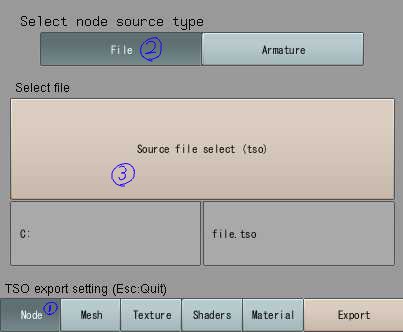 Select node source type
File ② Armature
Select file
Source file select (tso)
③
C: file.tso
TSO export setting (Esc:Quit)
Node ① Mesh Texture Shaders Material Export